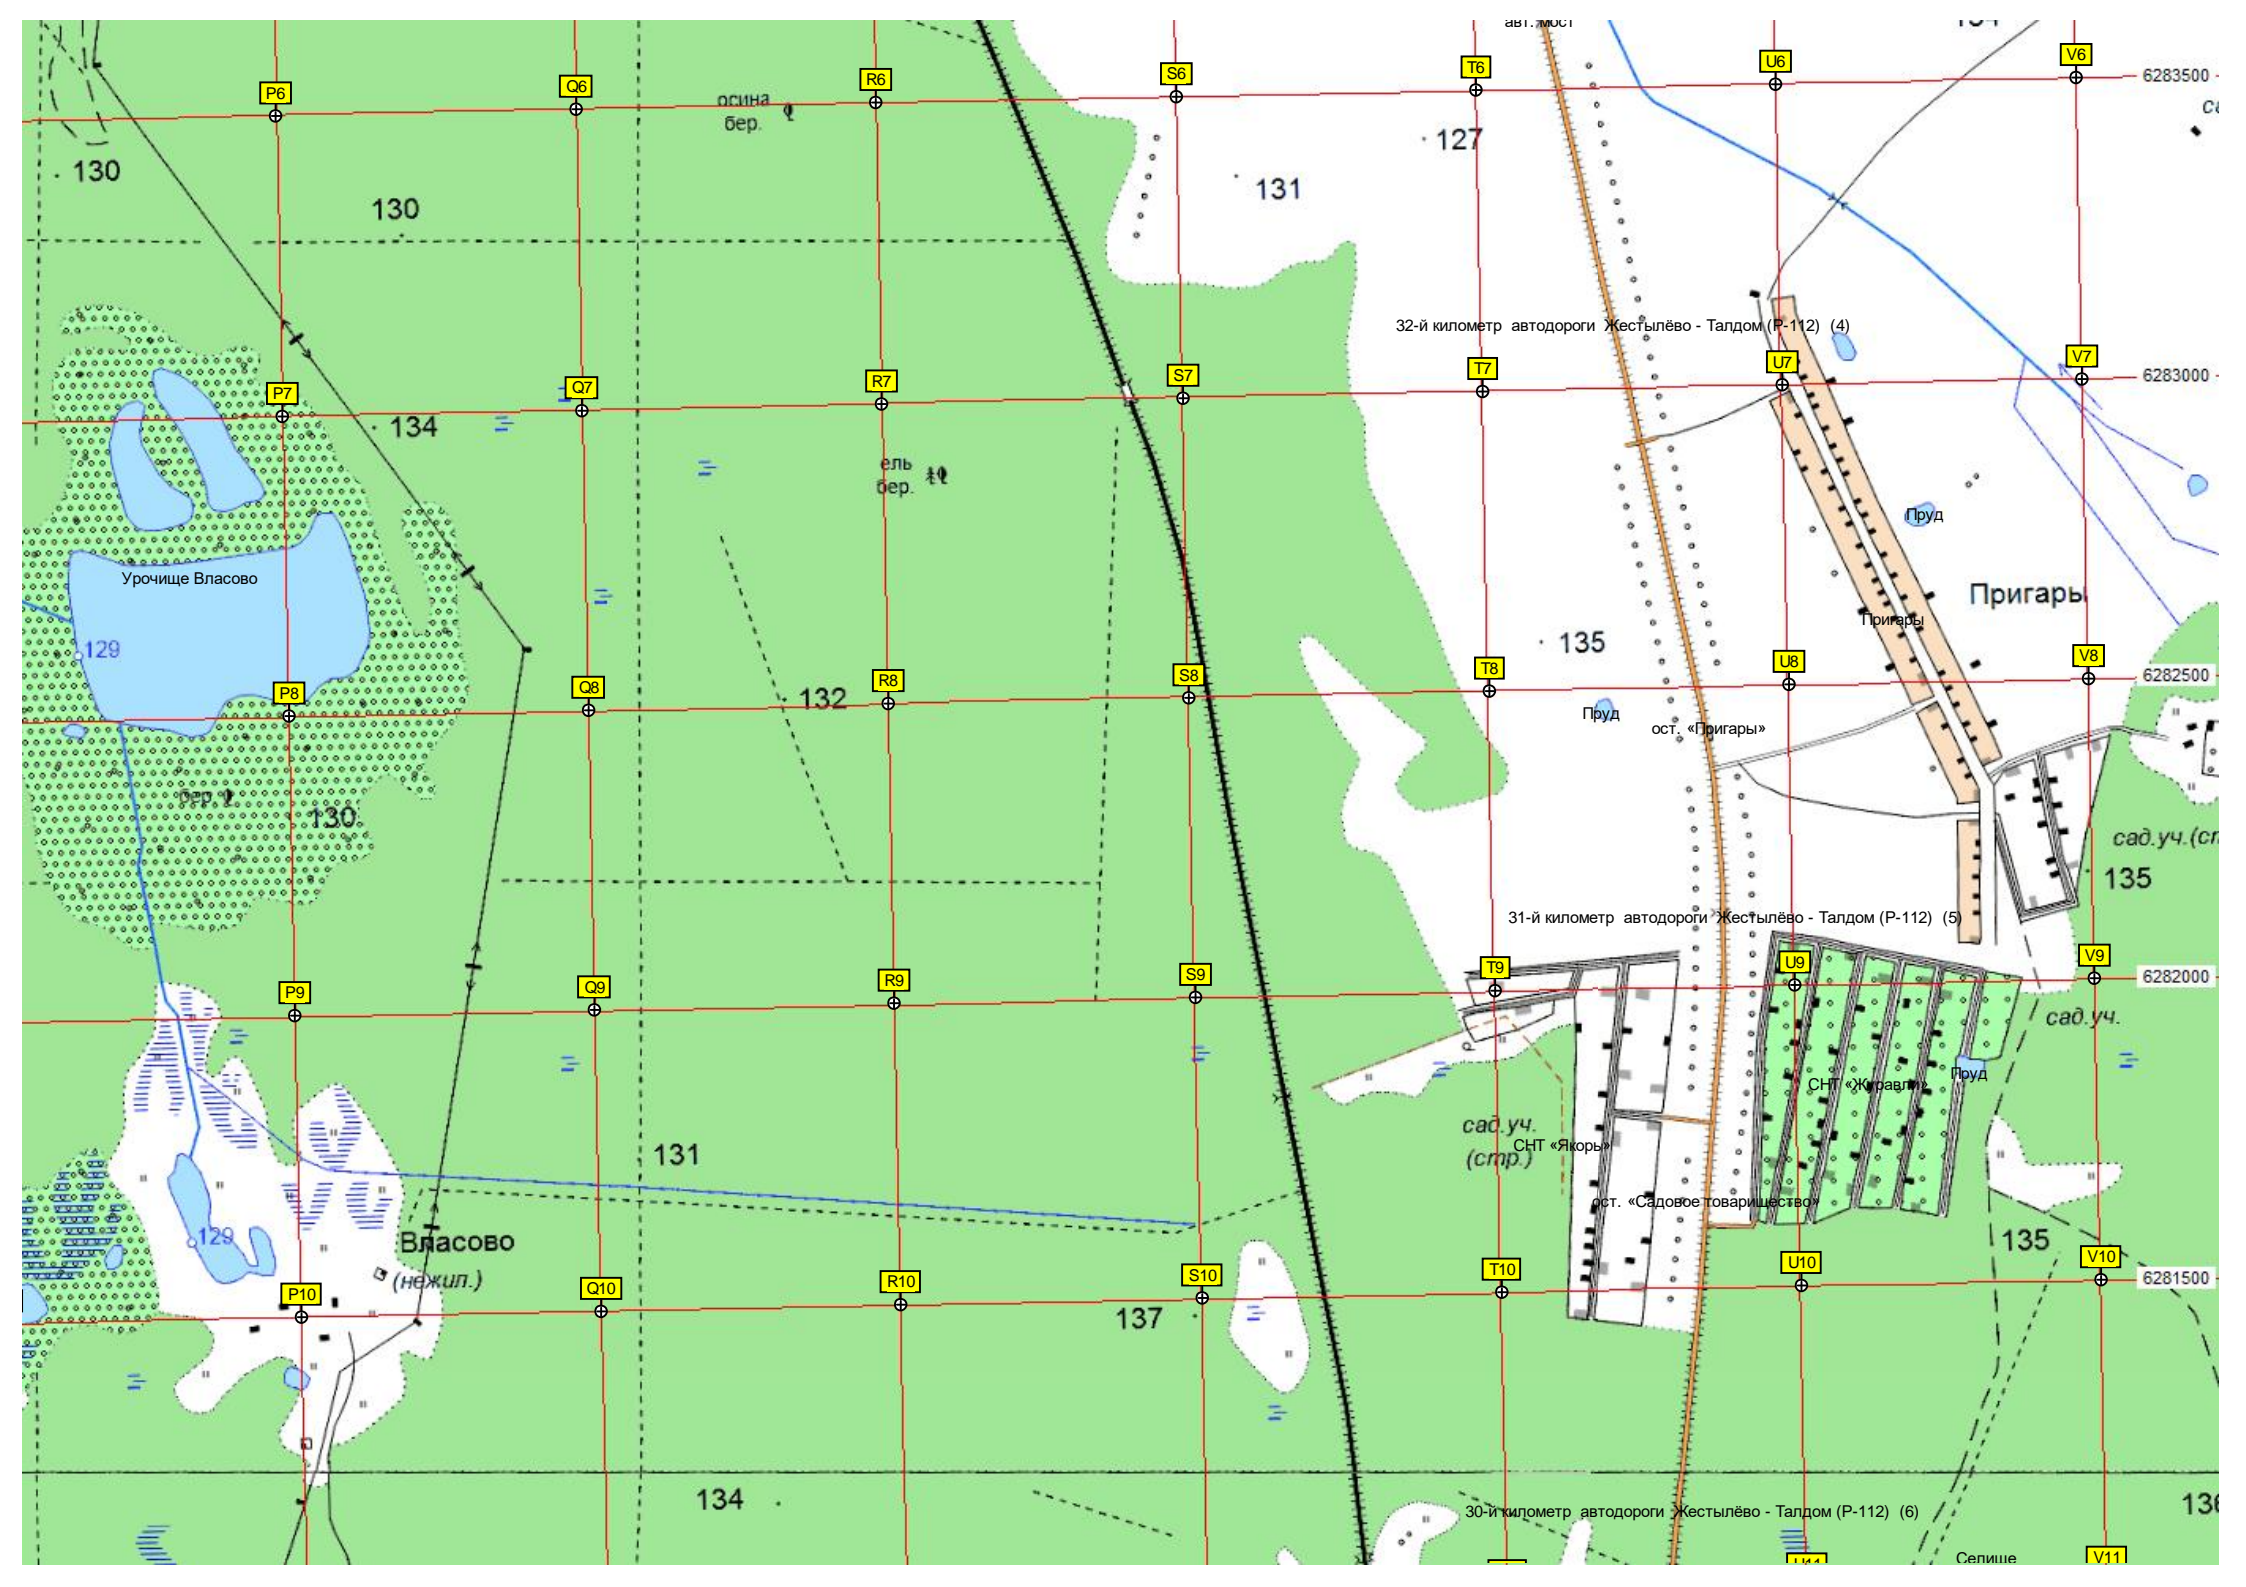 авт. мост
P6
Q6
R6
S6
T6
U6
V6
6283500
осина
бер.
130
130
127
131
32-й километр автодороги Жестылёво - Талдом (Р-112) (4)
P7
Q7
R7
S7
T7
U7
V7
6283000
134
ель
бер.
Пруд
Урочище Власово
Пригары
Пригары
129
135
P8
Q8
R8
S8
T8
U8
V8
6282500
132
Пруд
ост. «Пригары»
бер.
130
сад.уч.
135
31-й километр автодороги Жестылёво - Талдом (Р-112) (5)
P9
Q9
R9
S9
T9
U9
V9
6282000
сад.уч.
Пруд
СНТ «Журавли»
сад.уч.
(стр.)
СНТ «Якорь»
131
ост. «Садовое товарищество»
129
Власово
(нежил.)
135
P10
Q10
R10
S10
T10
U10
V10
6281500
137
134
30-й километр автодороги Жестылёво - Талдом (Р-112) (6)
Селище
U11
V11